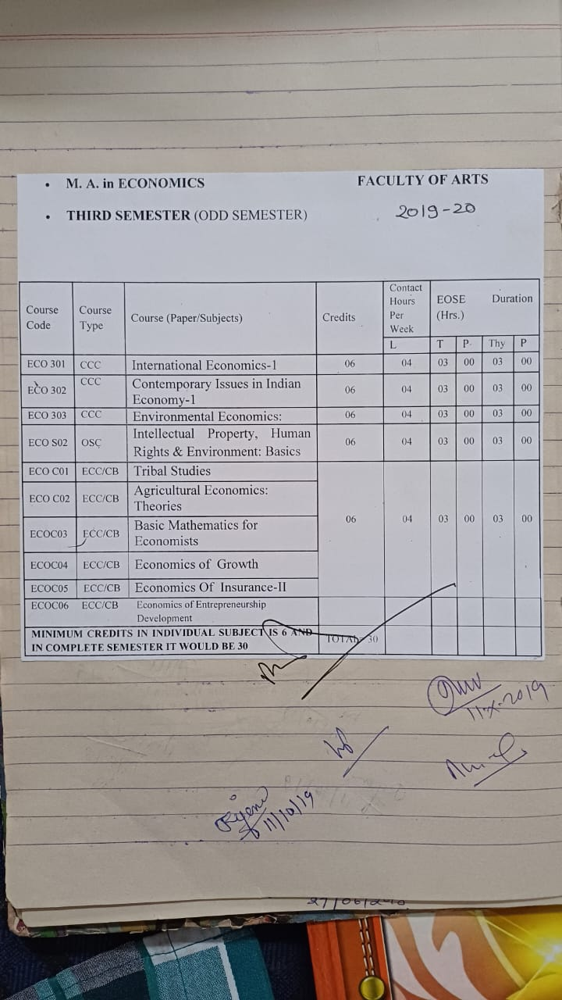 • M. A. in ECONOMICS FACULTY OF ARTS
• THIRD SEMESTER (ODD SEMESTER) 2019-20
Course Code Course Type Course (Paper/Subjects) Credits Contact Hours Per Week EOSE Duration (Hrs.)
L T P Thy P
ECO 301 CCC International Economics-1 06 04 03 00 03 00
ECO 302 CCC Contemporary Issues in Indian
Economy-1 06 04 03 00 03 00
ECO 303 CCC Environmental Economics: 06 04 03 00 03 00
ECO S02 OSC Intellectual Property, Human
Rights & Environment: Basics 06 04 03 00 03 00
ECO C01 ECC/CB Tribal Studies
ECO C02 ECC/CB Agricultural Economics:
Theories
06 04 03 00 03 00
ECOC03 ECC/CB Basic Mathematics for
Economists
ECOC04 ECC/CB Economics of Growth
ECOC05 ECC/CB Economics Of Insurance-II
ECOC06 ECC/CB Economics of Entrepreneurship
Development
MINIMUM CREDITS IN INDIVIDUAL SUBJECT IS 6 AND
IN COMPLETE SEMESTER IT WOULD BE 30 TOTAL= 30
11-X-2019
11/10/19